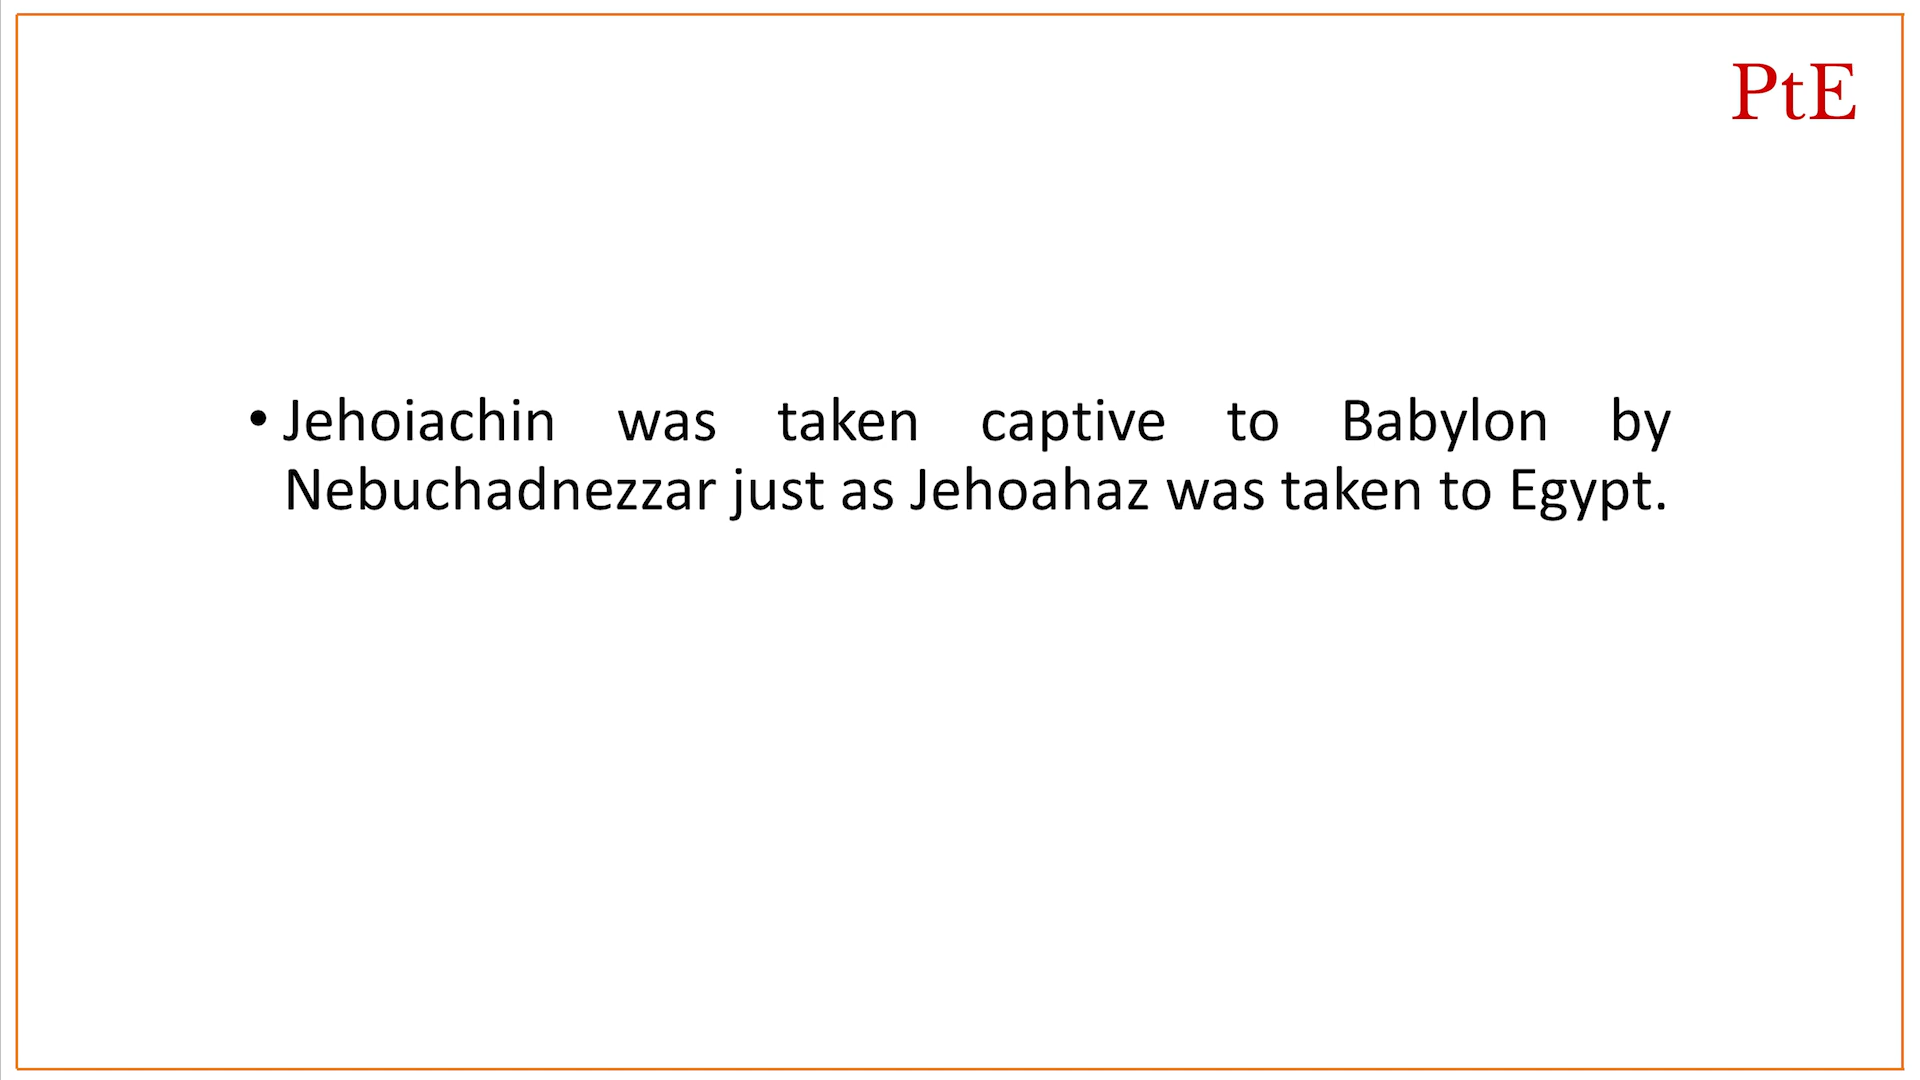 PtE
• Jehoiachin was taken captive to Babylon by
Nebuchadnezzar just as Jehoahaz was taken to Egypt.